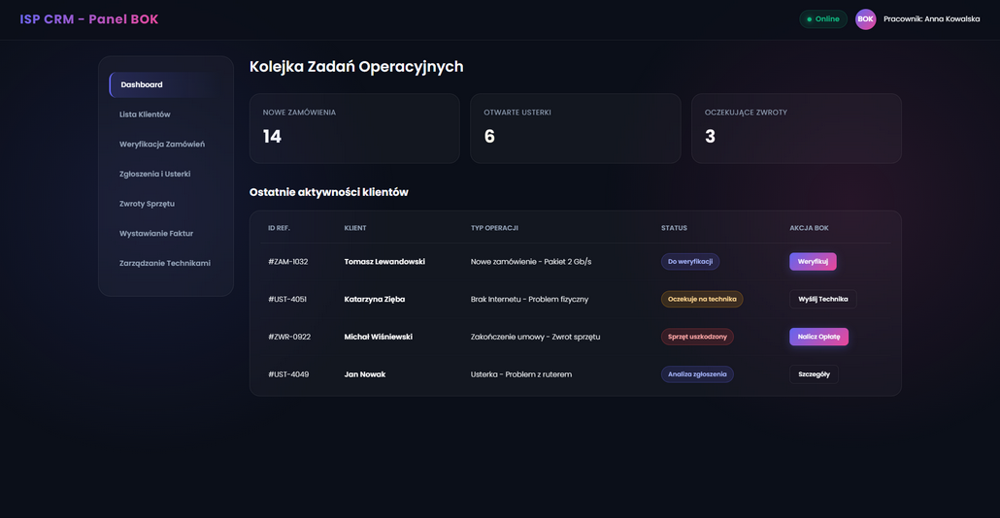 ISP CRM - Panel BOK
Online
BOK
Pracownik: Anna Kowalska
Dashboard
Lista Klientów
Weryfikacja Zamówień
Zgłoszenia i Usterki
Zwroty Sprzętu
Wystawianie Faktur
Zarządzanie Technikami
Kolejka Zadań Operacyjnych
NOWE ZAMÓWIENIA
14
OTWARTE USTERKI
6
OCZEKUJĄCE ZWROTY
3
Ostatnie aktywności klientów
ID REF. KLIENT TYP OPERACJI STATUS AKCJA BOK
#ZAM-1032 Tomasz Lewandowski Nowe zamówienie - Pakiet 2 Gb/s Do weryfikacji Weryfikuj
#UST-4051 Katarzyna Zięba Brak Internetu - Problem fizyczny Oczekuje na technika Wyślij Technika
#ZWR-0922 Michał Wiśniewski Zakończenie umowy - Zwrot sprzętu Sprzęt uszkodzony Nalicz Opłatę
#UST-4049 Jan Nowak Usterka - Problem z ruterem Analiza zgłoszenia Szczegóły